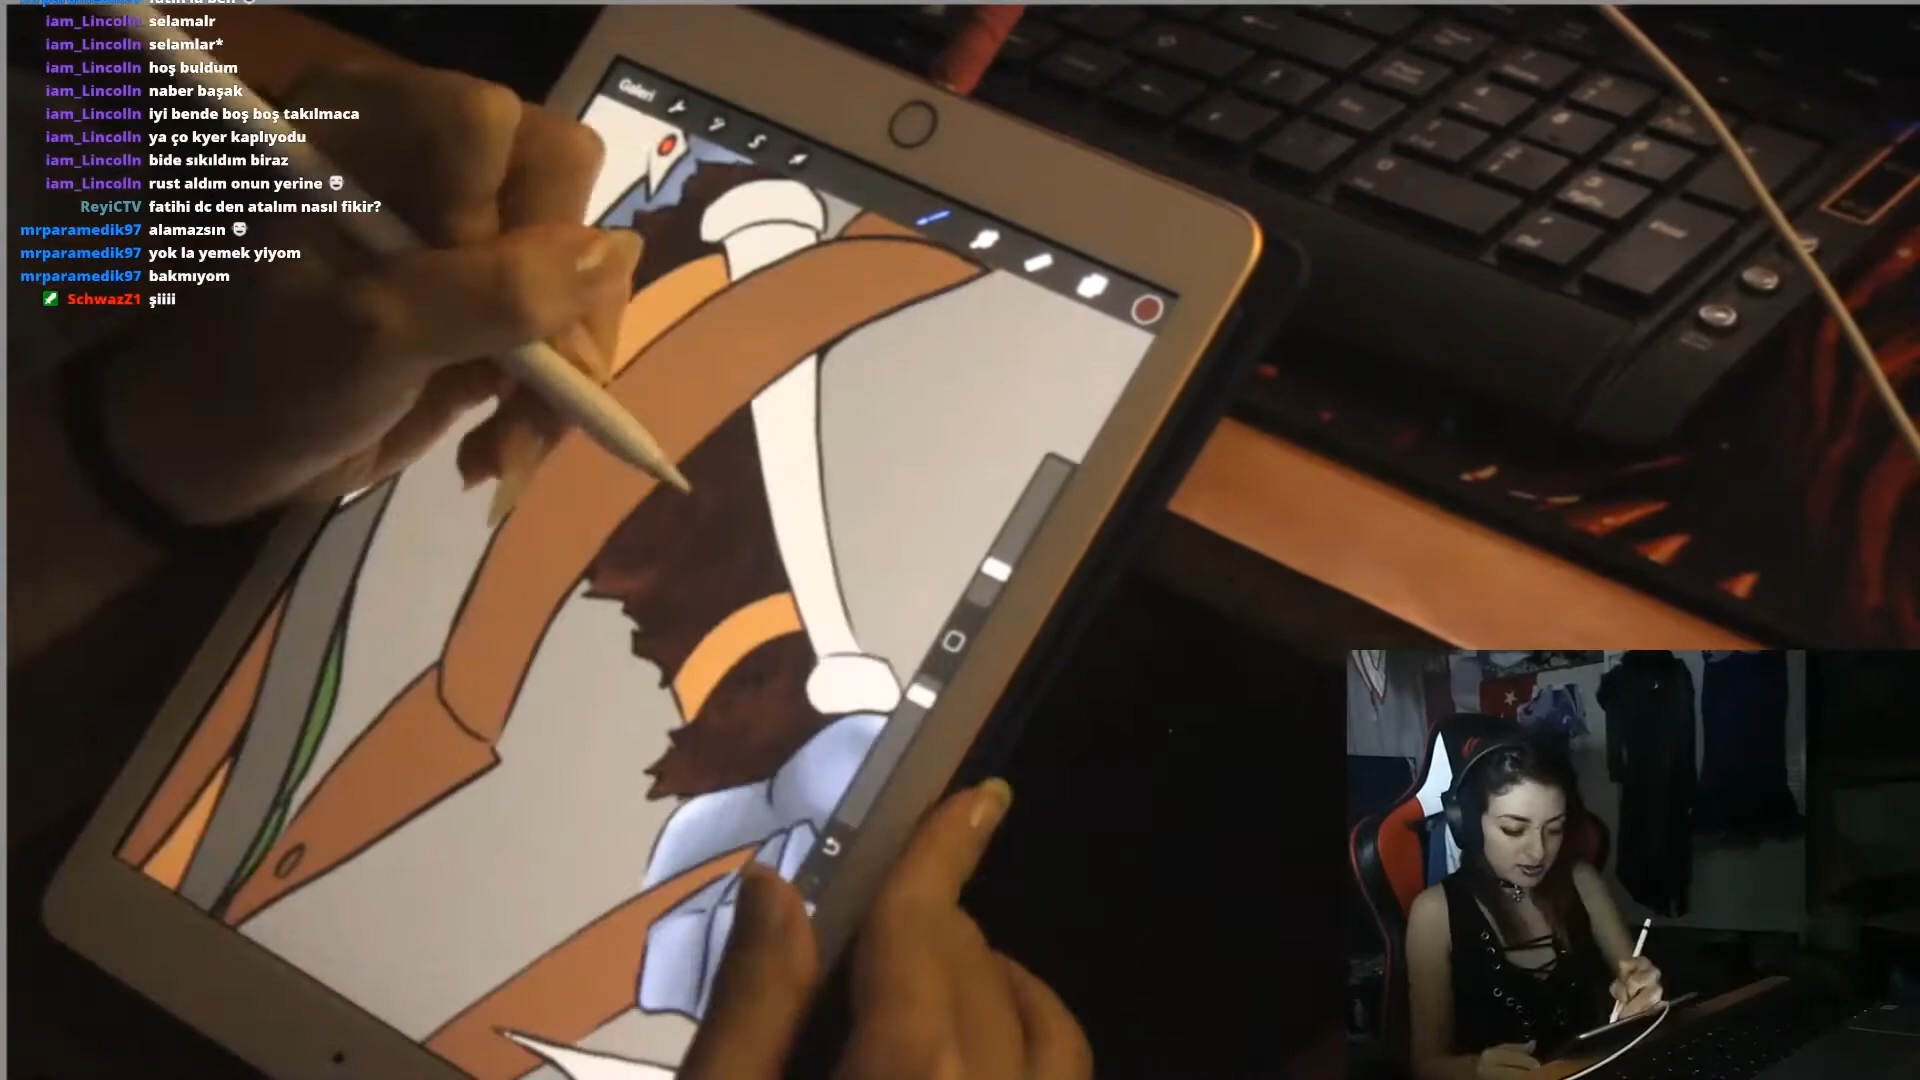 iam_Lincolln selamalr
iam_Lincolln selamlar*
iam_Lincolln hoş buldum
iam_Lincolln naber başak
iam_Lincolln iyi bende boş boş takılmaca
iam_Lincolln ya ço kyer kaplıyodu
iam_Lincolln bide sıkıldım biraz
iam_Lincolln rust aldım onun yerine
ReyiCTV fatihi dc den atalım nasıl fikir?
mrparamedik97 alamazsın
mrparamedik97 yok la yemek yiyom
mrparamedik97 bakmıyom
SchwazZ1 şiiii
Galeri